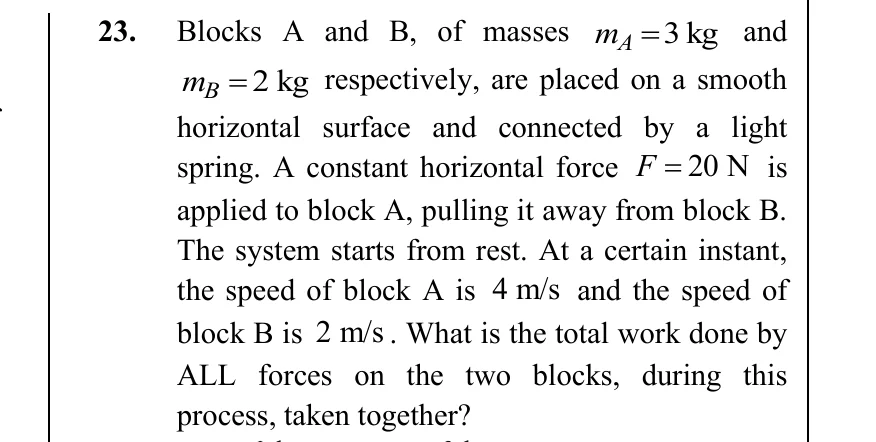 23. Blocks A and B, of masses m_A = 3 kg and
m_B = 2 kg respectively, are placed on a smooth
horizontal surface and connected by a light
spring. A constant horizontal force F = 20 N is
applied to block A, pulling it away from block B.
The system starts from rest. At a certain instant,
the speed of block A is 4 m/s and the speed of
block B is 2 m/s. What is the total work done by
ALL forces on the two blocks, during this
process, taken together?